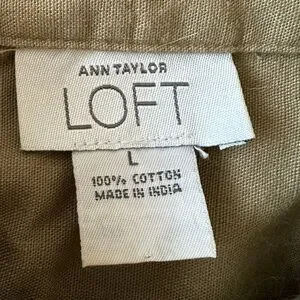 ANN TAYLOR
LOFT
L
100% COTTON
MADE IN INDIA